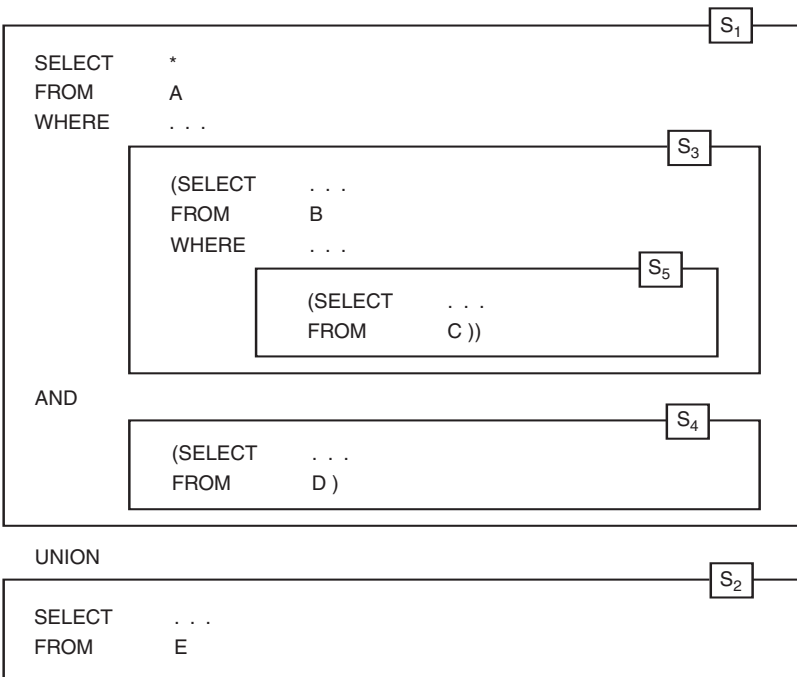 S₁
SELECT *
FROM A
WHERE . . .
S₃
(SELECT . . .
FROM B
WHERE . . .
S₅
(SELECT . . .
FROM C ))
AND
S₄
(SELECT . . .
FROM D )
UNION
S₂
SELECT . . .
FROM E